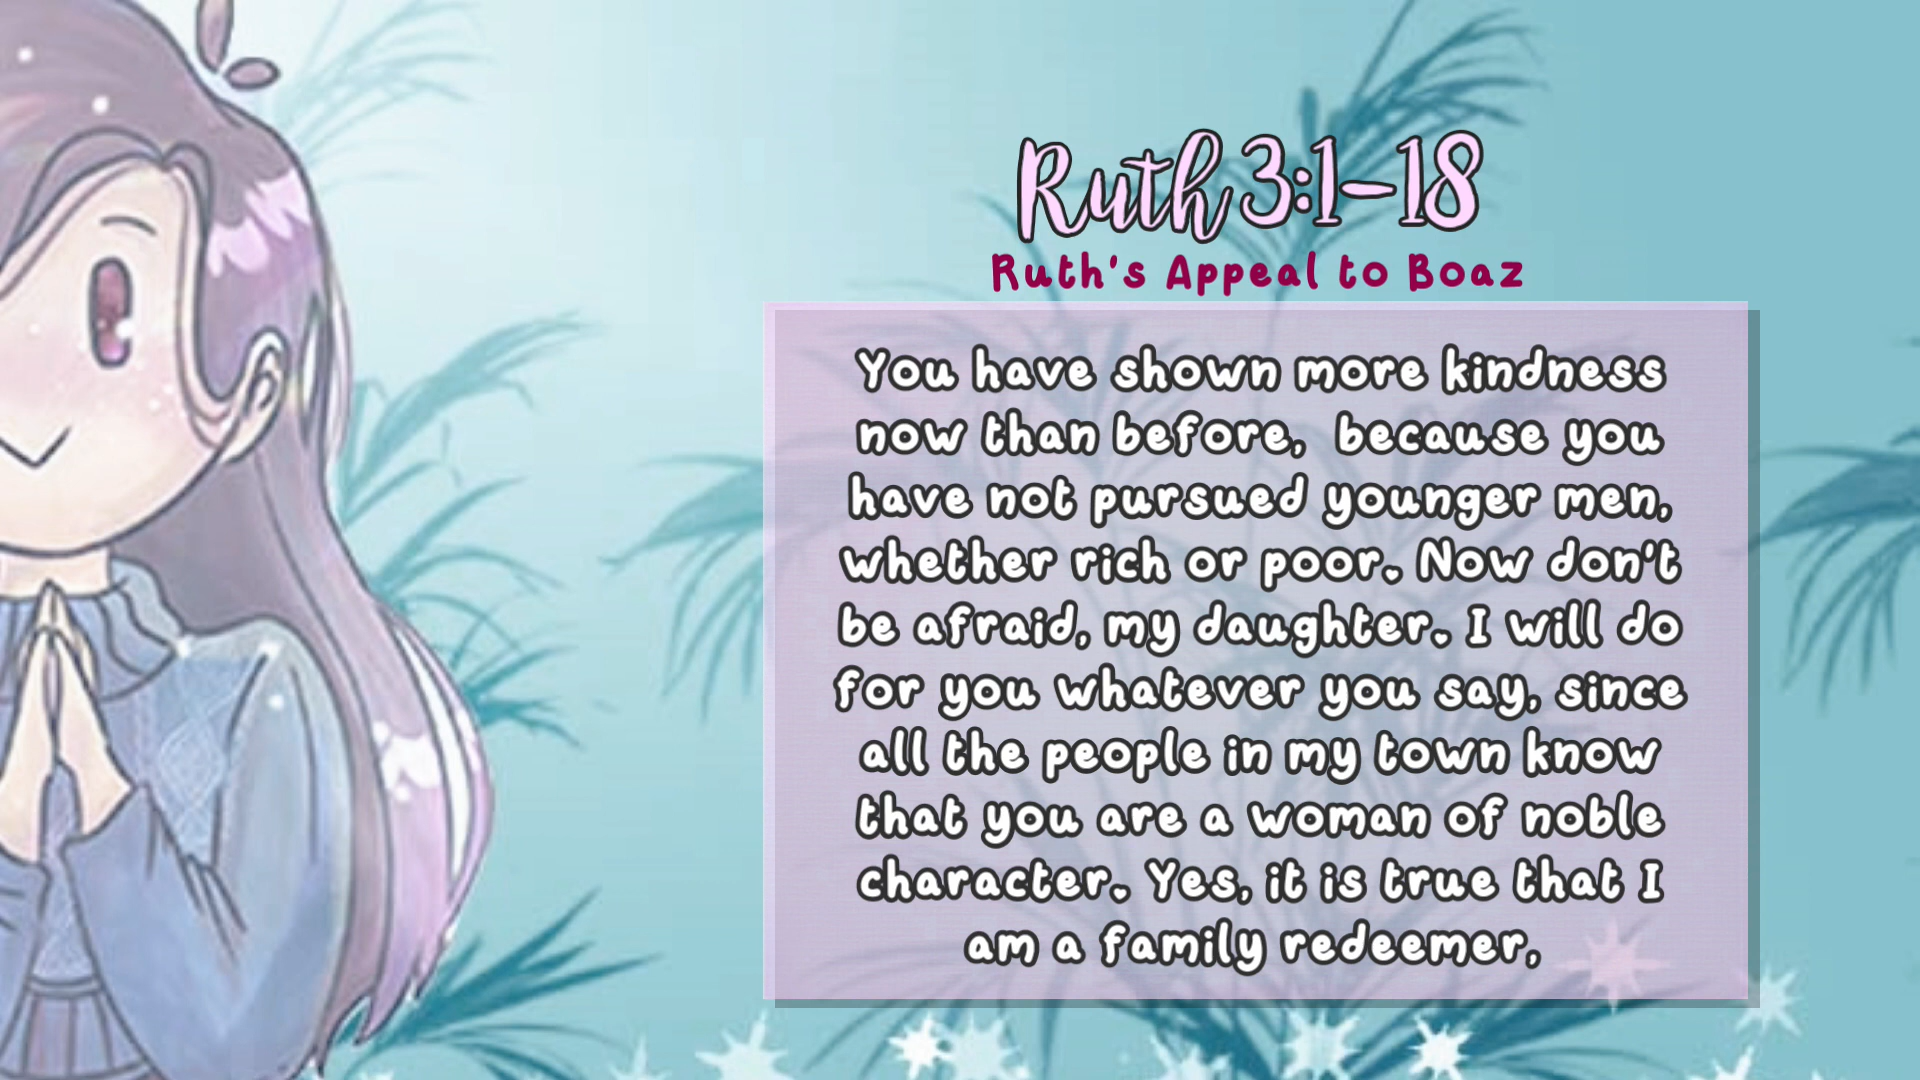 Ruth 3:1-18
Ruth's Appeal to Boaz
You have shown more kindness
now than before,  because you
have not pursued younger men,
whether rich or poor. Now don't
be afraid, my daughter. I will do
for you whatever you say, since
all the people in my town know
that you are a woman of noble
character. Yes, it is true that I
am a family redeemer,